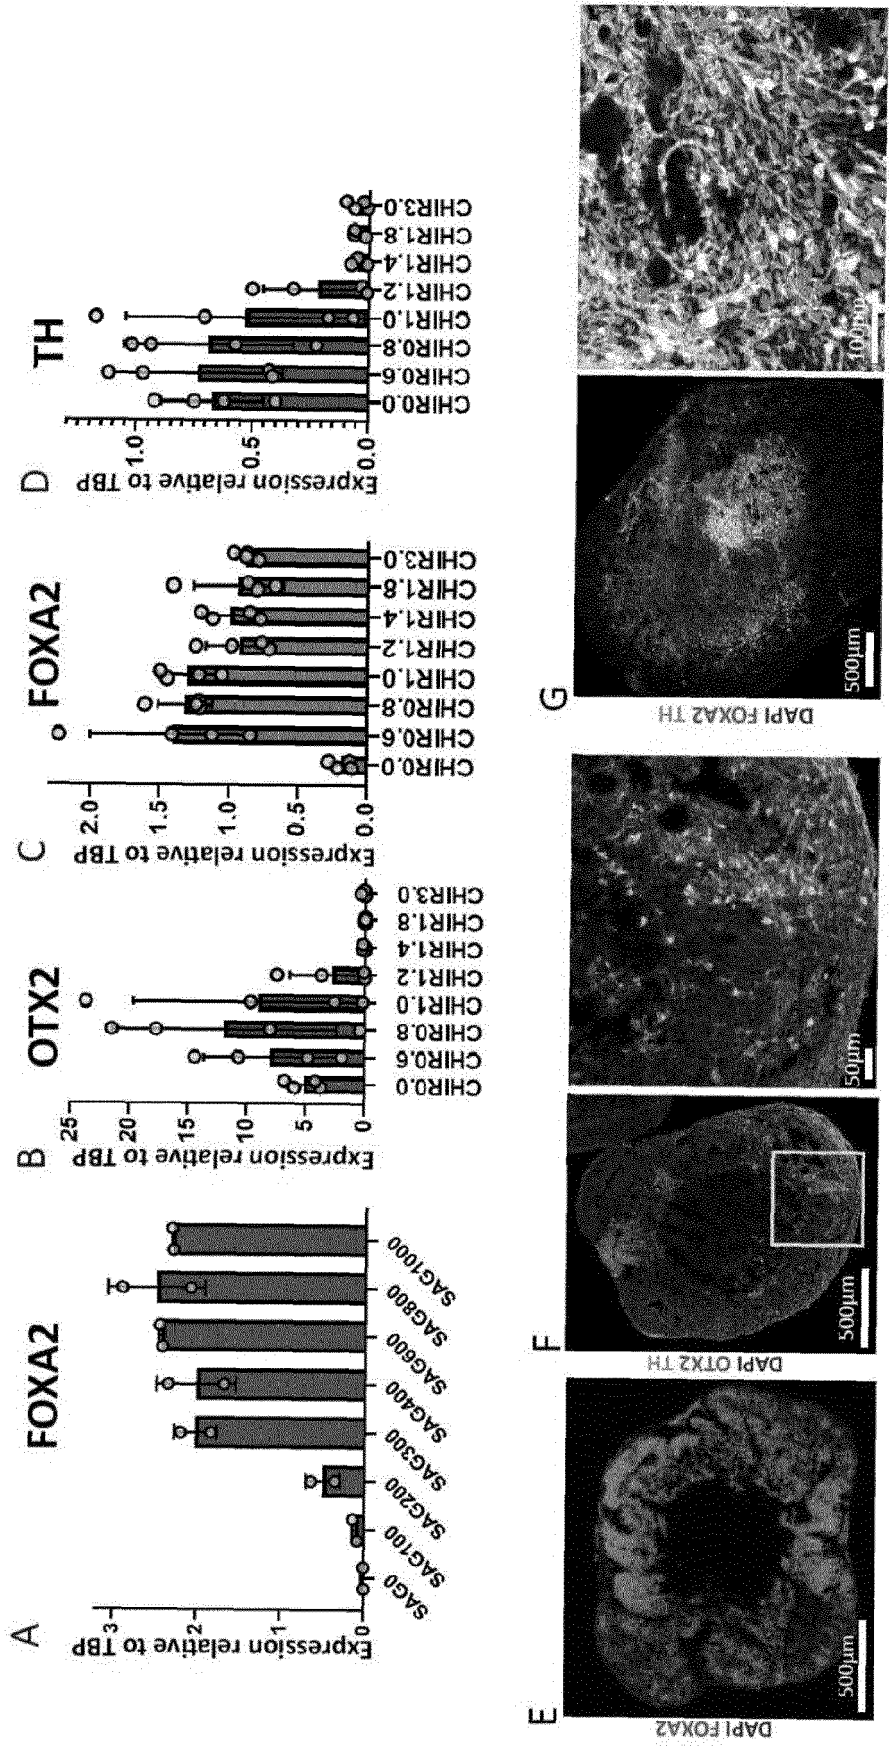 A
FOXA2
Expression relative to TBP
3
2
1
0
SAG0
SAG100
SAG200
SAG300
SAG400
SAG600
SAG800
SAG1000
B
OTX2
Expression relative to TBP
25
20
15
10
5
0
CHIR0.0
CHIR0.6
CHIR0.8
CHIR1.0
CHIR1.2
CHIR1.4
CHIR1.8
CHIR3.0
C
FOXA2
Expression relative to TBP
2.0
1.5
1.0
0.5
0.0
CHIR0.0
CHIR0.6
CHIR0.8
CHIR1.0
CHIR1.2
CHIR1.4
CHIR1.8
CHIR3.0
D
TH
Expression relative to TBP
1.0
0.5
0.0
CHIR0.0
CHIR0.6
CHIR0.8
CHIR1.0
CHIR1.2
CHIR1.4
CHIR1.8
CHIR3.0
E
DAPI FOXA2
500µm
F
DAPI OTX2 TH
500µm
50µm
G
DAPI FOXA2 TH
500µm
100µm